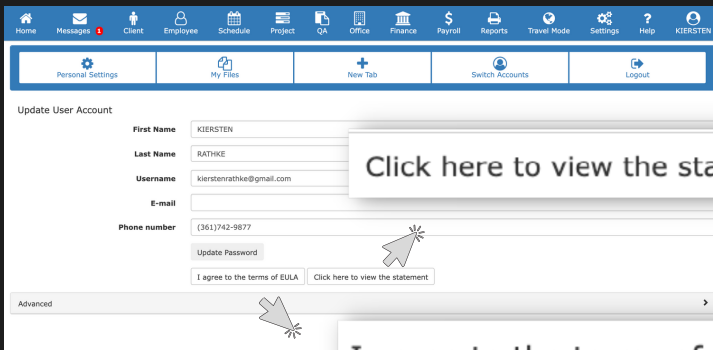 Home Messages 1 Client Employee Schedule Project QA Office Finance Payroll Reports Travel Mode Settings Help KIERSTEN
Personal Settings My Files New Tab Switch Accounts Logout
Update User Account
First Name KIERSTEN
Last Name RATHKE
Click here to view the sta
Username kierstenrathke@gmail.com
E-mail
Phone number (361)742-9877
Update Password
I agree to the terms of EULA Click here to view the statement
Advanced